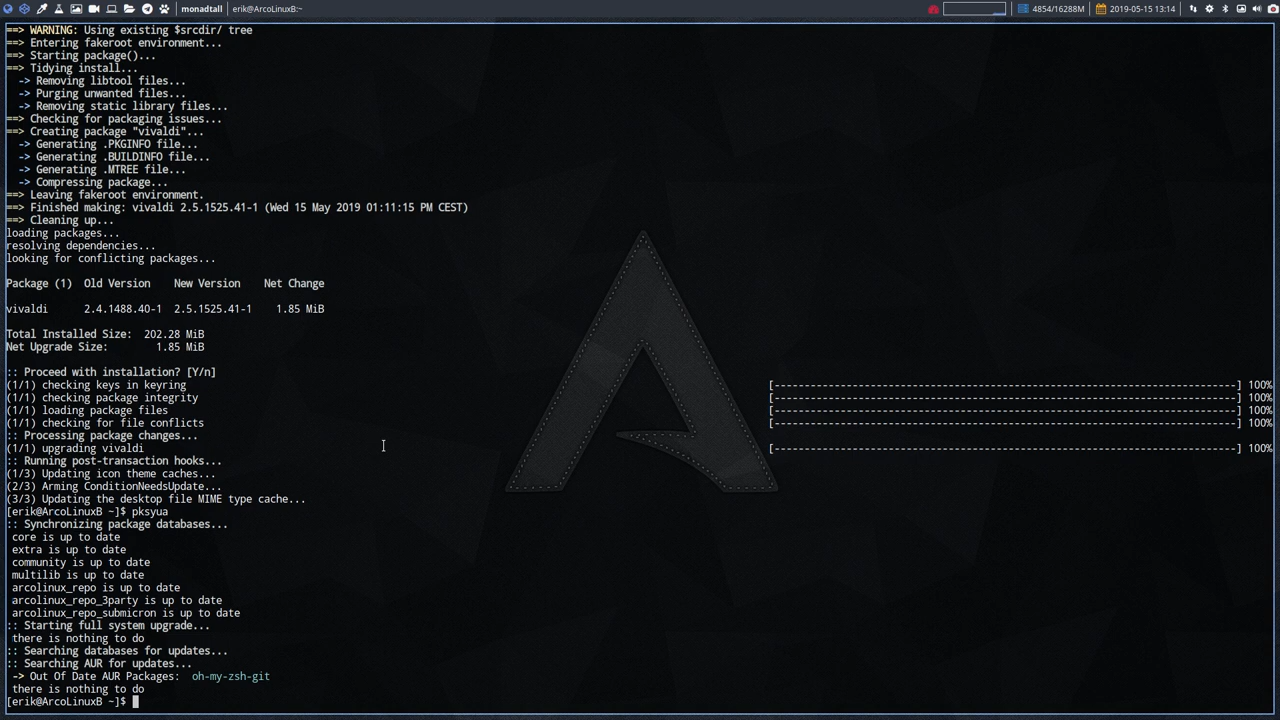 monadtall erik@ArcoLinuxB:~ 4854/16288M 2019-05-15 13:14
==> WARNING: Using existing $srcdir/ tree
==> Entering fakeroot environment...
==> Starting package()...
==> Tidying install...
-> Removing libtool files...
-> Purging unwanted files...
-> Removing static library files...
==> Checking for packaging issues...
==> Creating package "vivaldi"...
-> Generating .PKGINFO file...
-> Generating .BUILDINFO file...
-> Generating .MTREE file...
-> Compressing package...
==> Leaving fakeroot environment.
==> Finished making: vivaldi 2.5.1525.41-1 (Wed 15 May 2019 01:11:15 PM CEST)
==> Cleaning up...
loading packages...
resolving dependencies...
looking for conflicting packages...
Package (1) Old Version New Version Net Change
vivaldi 2.4.1488.40-1 2.5.1525.41-1 1.85 MiB
Total Installed Size: 202.28 MiB
Net Upgrade Size: 1.85 MiB
:: Proceed with installation? [Y/n]
(1/1) checking keys in keyring [----------------------------------------------------------------------------] 100%
(1/1) checking package integrity [----------------------------------------------------------------------------] 100%
(1/1) loading package files [----------------------------------------------------------------------------] 100%
(1/1) checking for file conflicts [----------------------------------------------------------------------------] 100%
:: Processing package changes...
(1/1) upgrading vivaldi [----------------------------------------------------------------------------] 100%
:: Running post-transaction hooks...
(1/3) Updating icon theme caches...
(2/3) Arming ConditionNeedsUpdate...
(3/3) Updating the desktop file MIME type cache...
[erik@ArcoLinuxB ~]$ pksyua
:: Synchronizing package databases...
core is up to date
extra is up to date
community is up to date
multilib is up to date
arcolinux_repo is up to date
arcolinux_repo_3party is up to date
arcolinux_repo_submicron is up to date
:: Starting full system upgrade...
there is nothing to do
:: Searching databases for updates...
:: Searching AUR for updates...
-> Out Of Date AUR Packages: oh-my-zsh-git
there is nothing to do
[erik@ArcoLinuxB ~]$